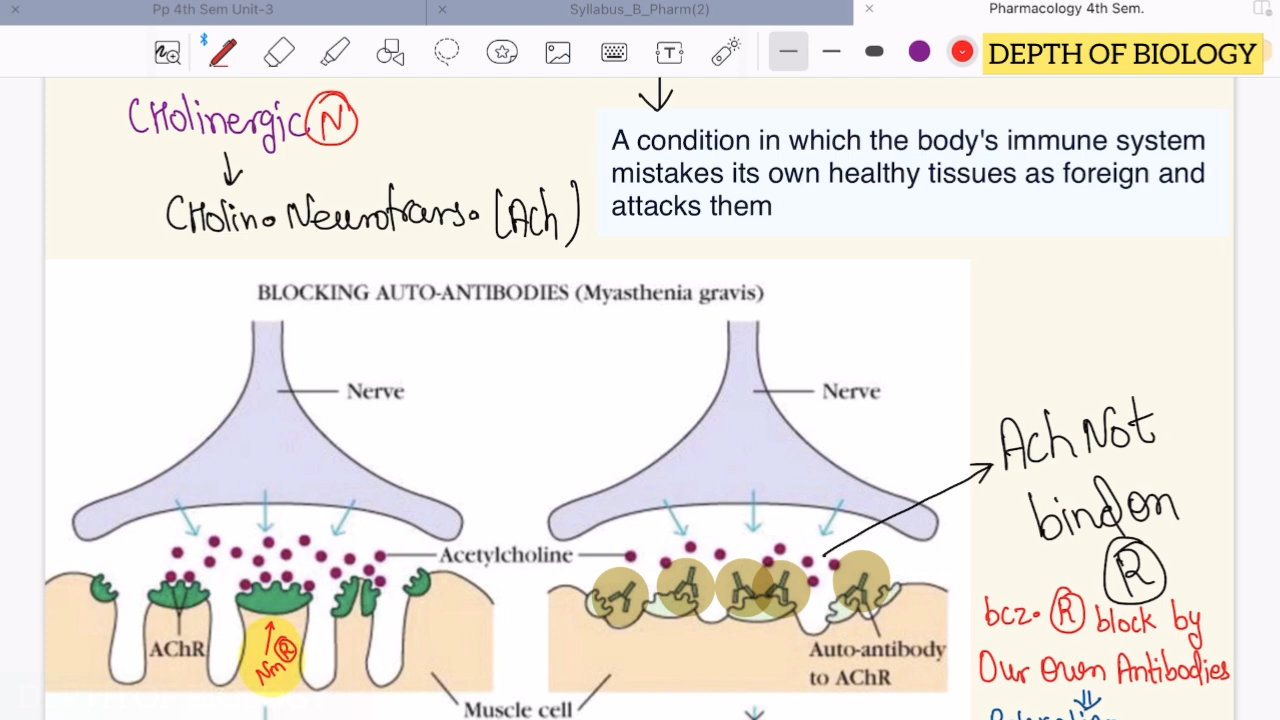 Pp 4th Sem Unit-3
Syllabus_B_Pharm(2)
Pharmacology 4th Sem.
DEPTH OF BIOLOGY
CHolinergic N
CHolin. Neurotrans. (Ach)
A condition in which the body's immune system
mistakes its own healthy tissues as foreign and
attacks them
BLOCKING AUTO-ANTIBODIES (Myasthenia gravis)
Nerve
Nerve
Acetylcholine
AChR
Nm R
Muscle cell
Auto-antibody
to AChR
Ach Not
bind on
R
bcz. R block by
Our Own Antibodies